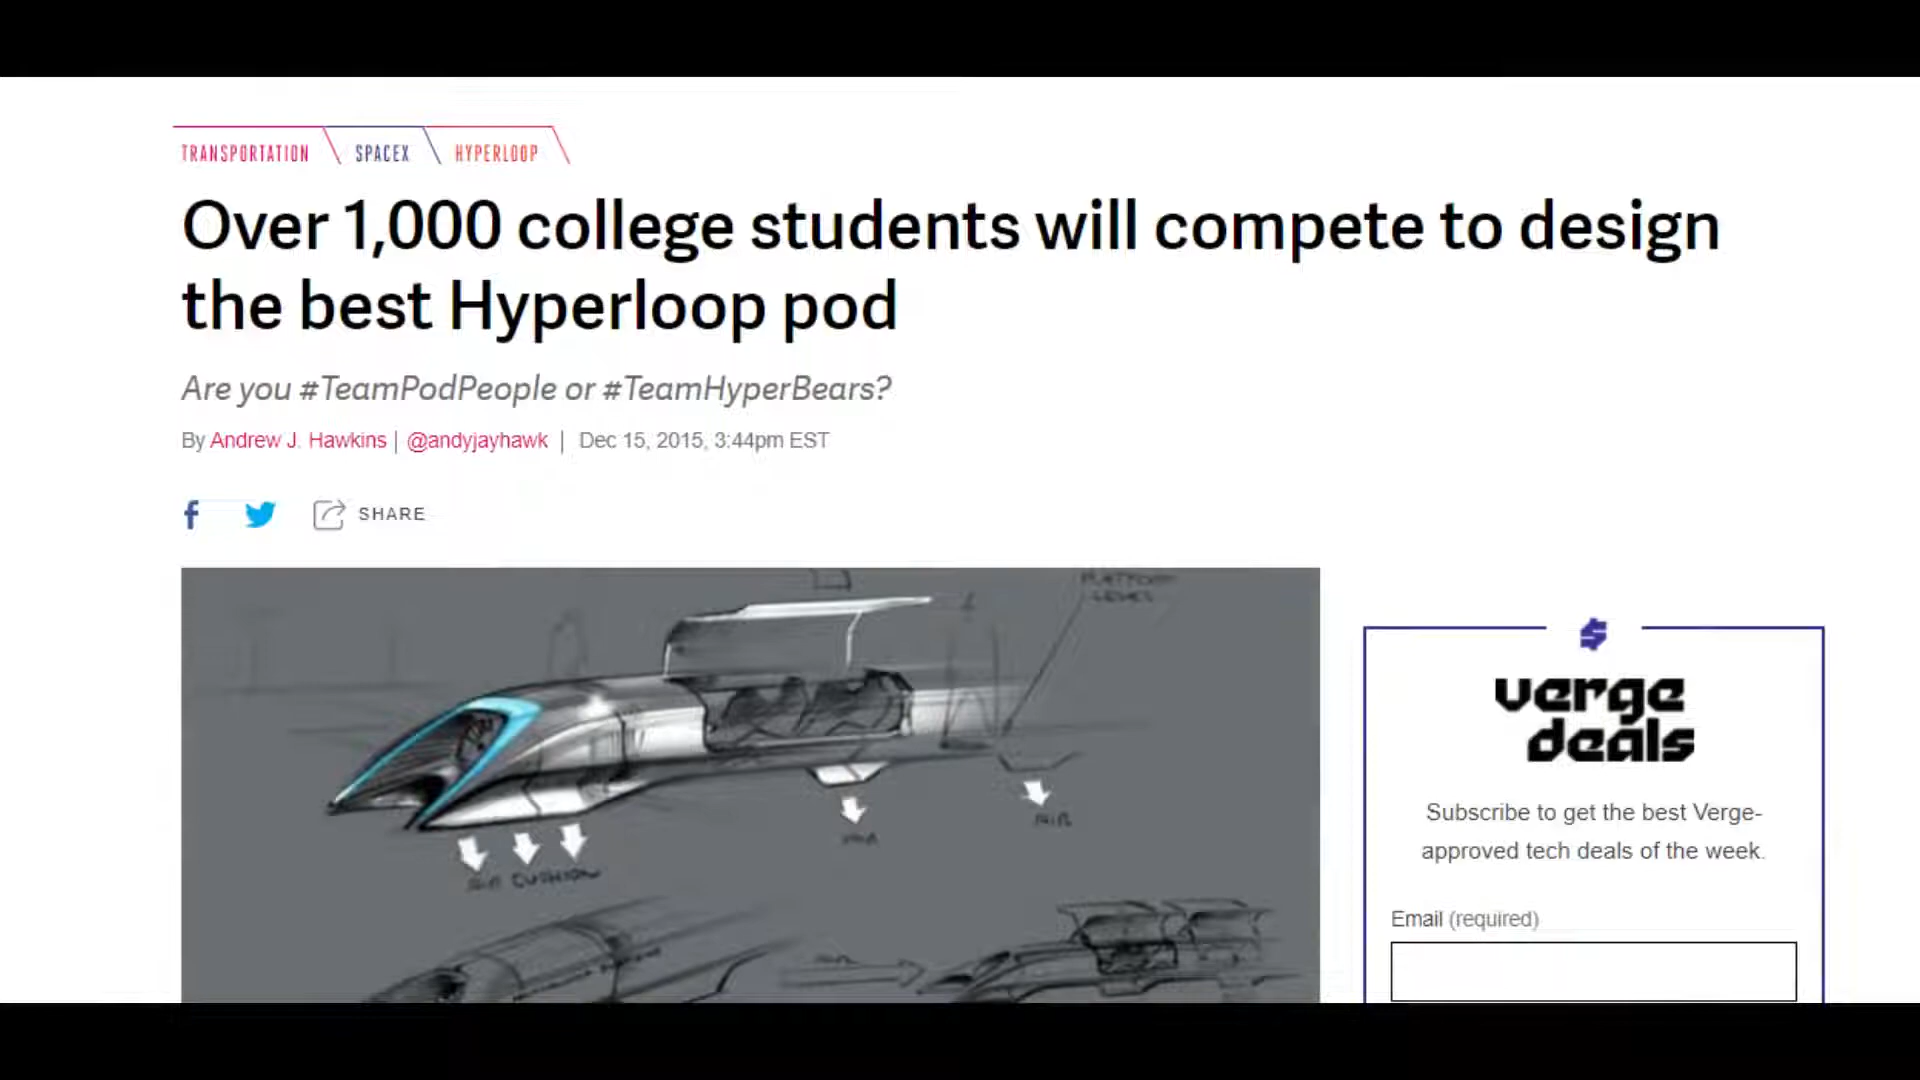 TRANSPORTATION SPACEX HYPERLOOP
Over 1,000 college students will compete to design
the best Hyperloop pod
Are you #TeamPodPeople or #TeamHyperBears?
By Andrew J. Hawkins | @andyjayhawk | Dec 15, 2015, 3:44pm EST
SHARE
PLATFORM
LEVEL
AIR
AIR CUSHION
verge
deals
Subscribe to get the best Verge-
approved tech deals of the week.
Email (required)